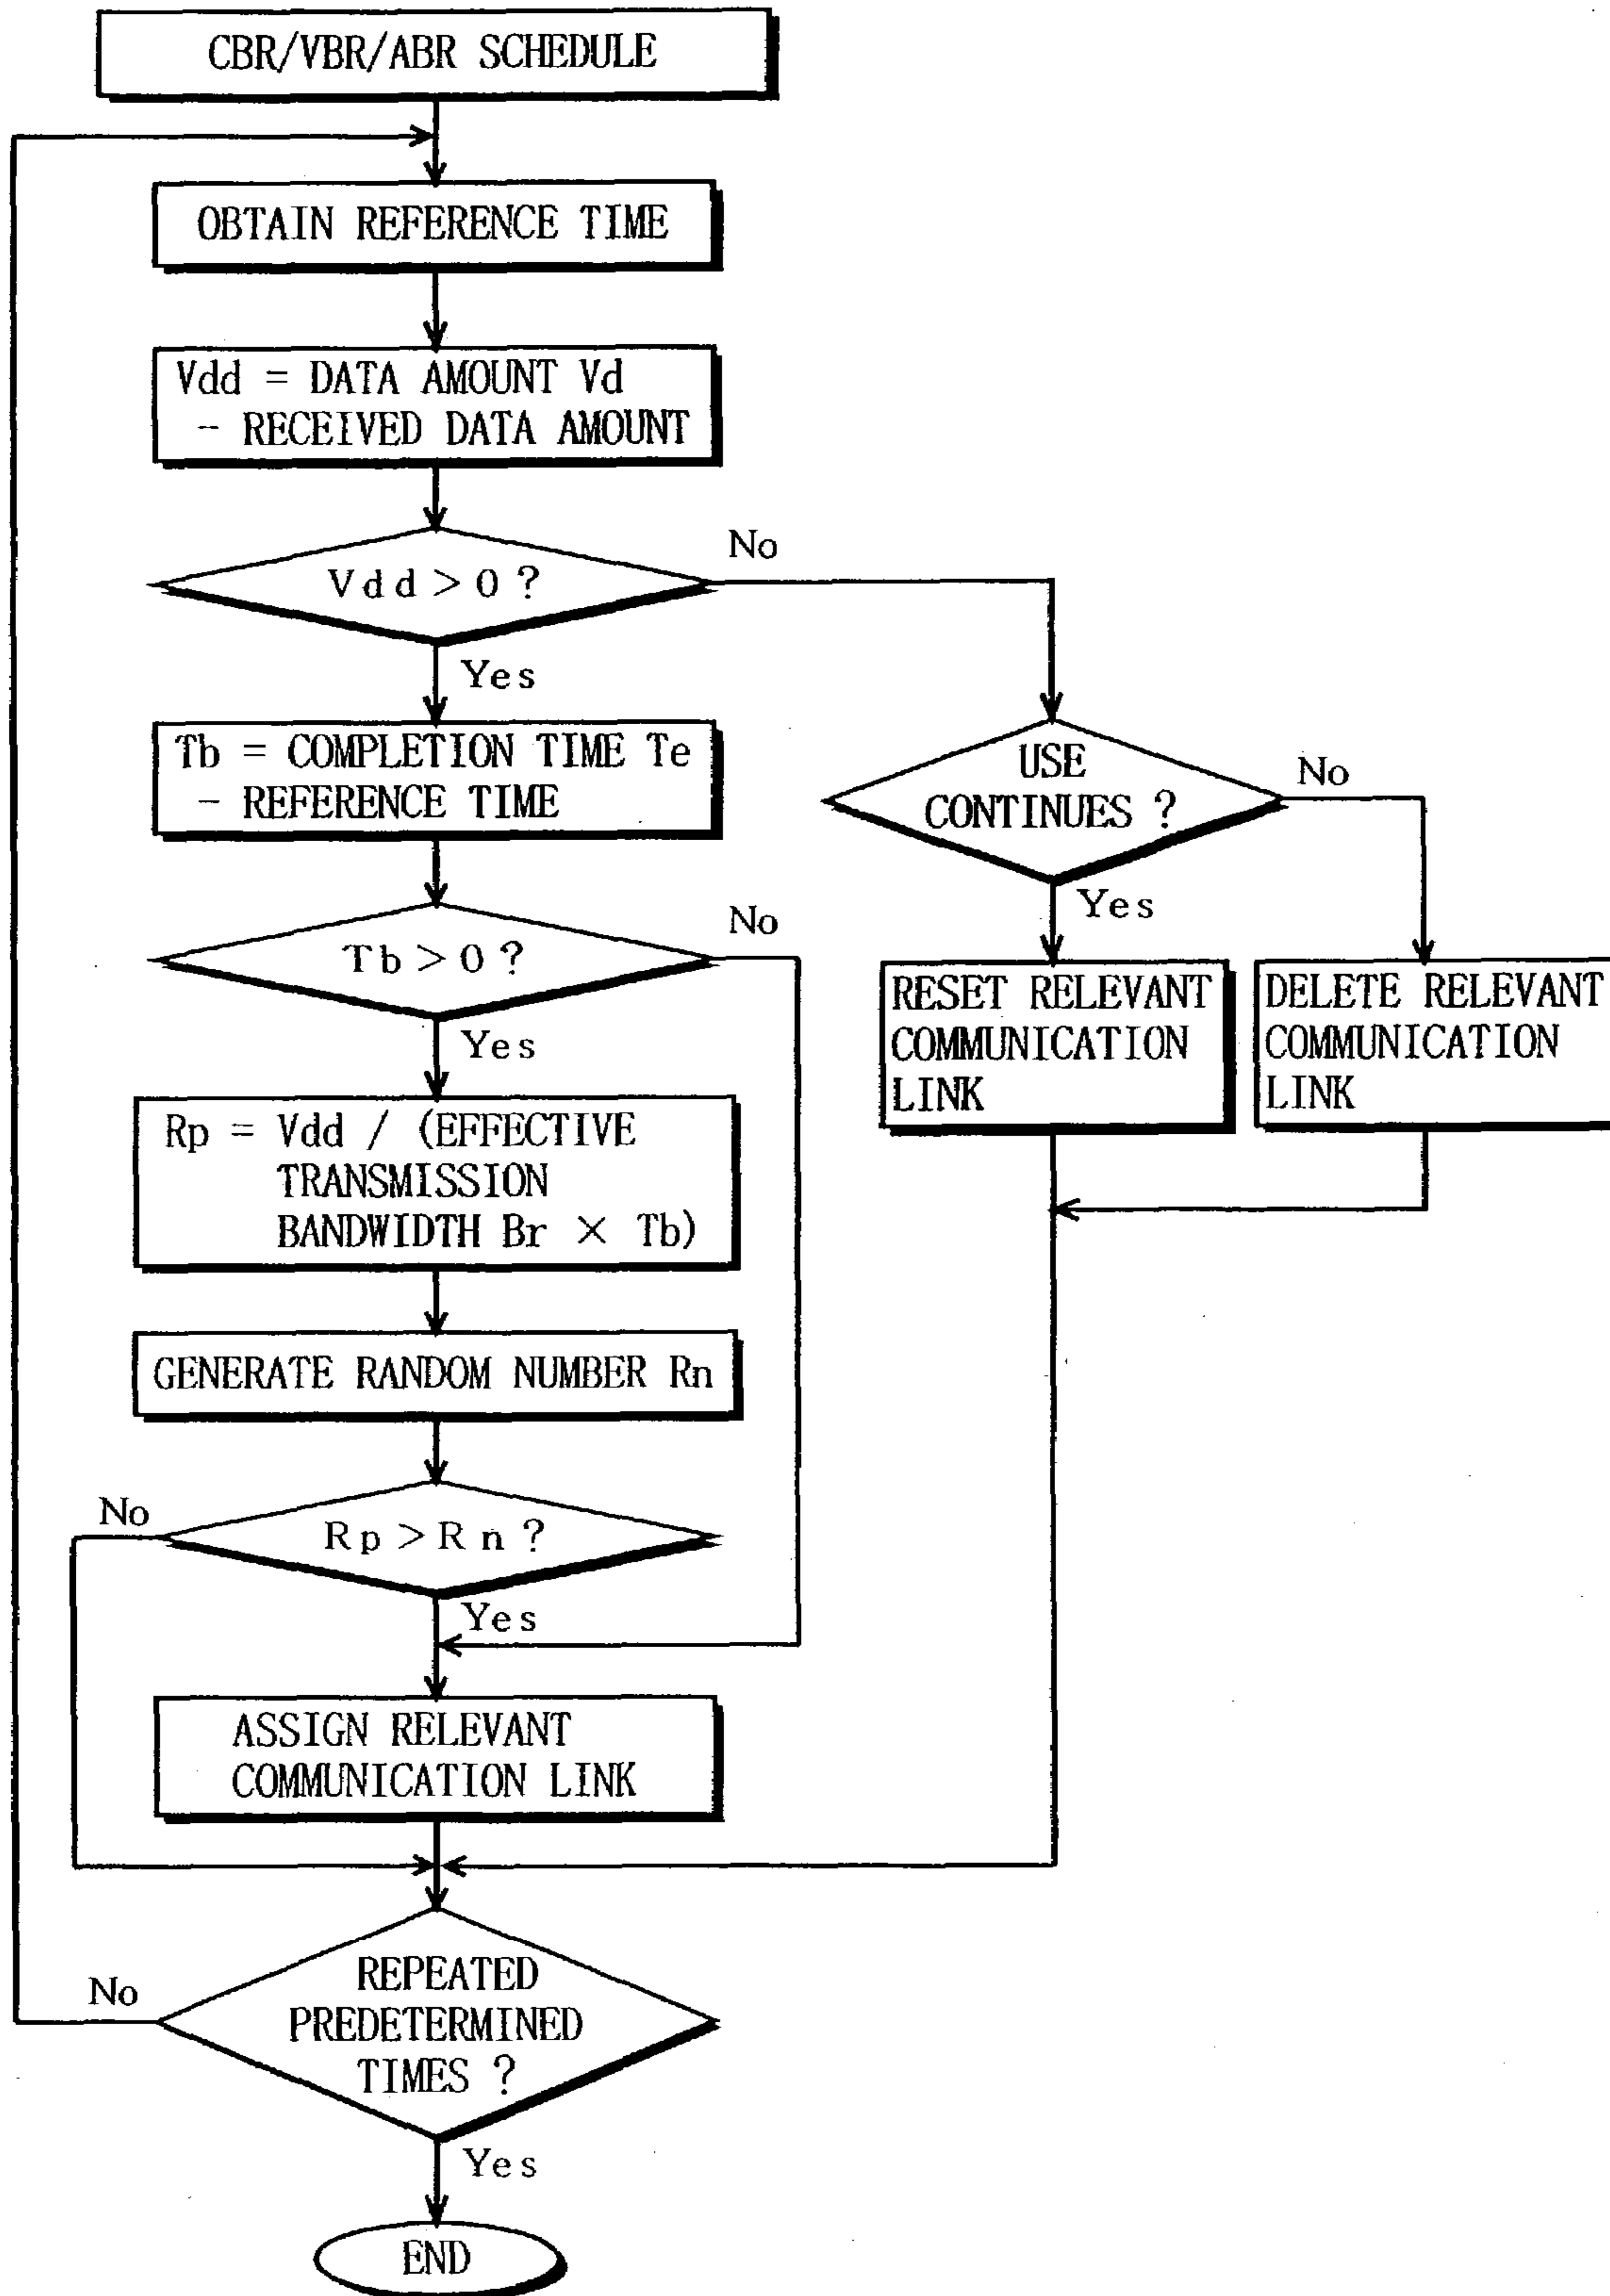 CBR/VBR/ABR SCHEDULE
OBTAIN REFERENCE TIME
Vdd = DATA AMOUNT Vd
- RECEIVED DATA AMOUNT
No
Vdd > 0 ?
Yes
Tb = COMPLETION TIME Te
- REFERENCE TIME
USE
CONTINUES ?
No
Yes
No
Tb > 0 ?
Yes
RESET RELEVANT
COMMUNICATION
LINK
DELETE RELEVANT
COMMUNICATION
LINK
Rp = Vdd / (EFFECTIVE
TRANSMISSION
BANDWIDTH Br × Tb)
GENERATE RANDOM NUMBER Rn
No
Rp > Rn ?
Yes
ASSIGN RELEVANT
COMMUNICATION LINK
No
REPEATED
PREDETERMINED
TIMES ?
Yes
END